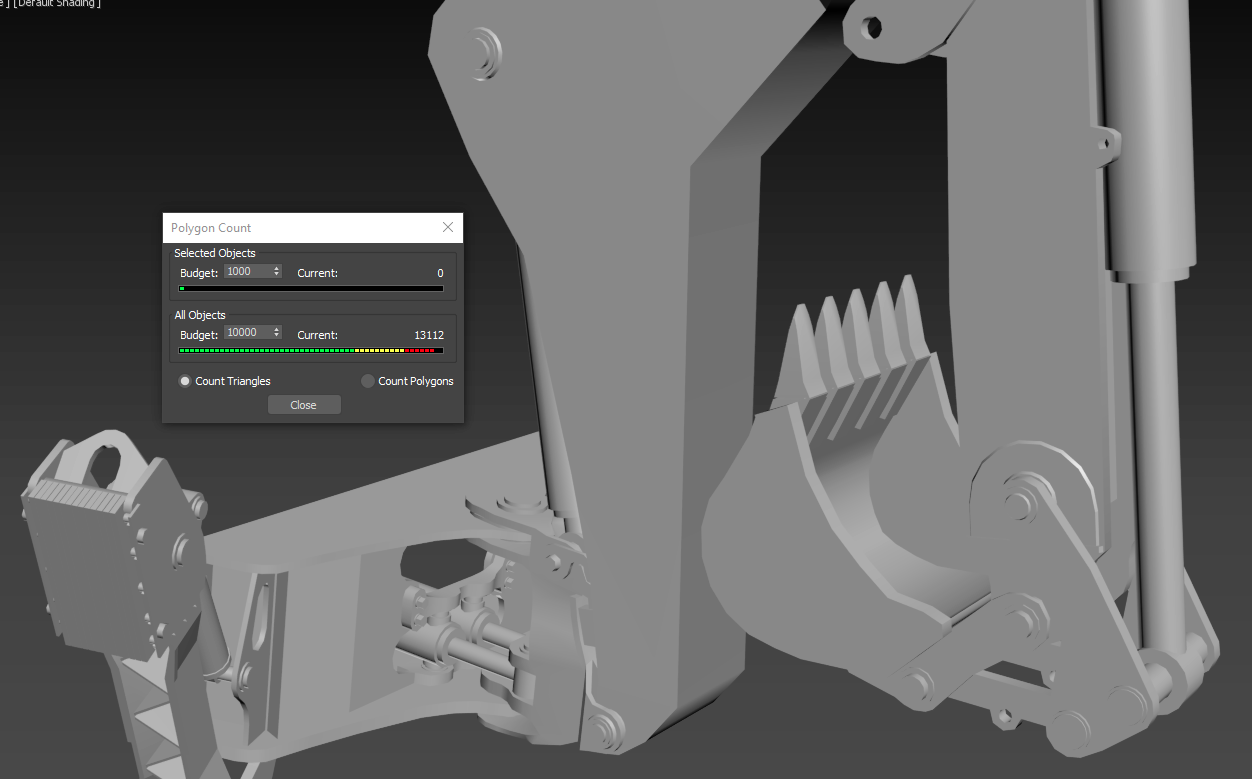 e ] [Default Shading ]
Polygon Count
Selected Objects
Budget: 1000 Current: 0
All Objects
Budget: 10000 Current: 13112
Count Triangles Count Polygons
Close